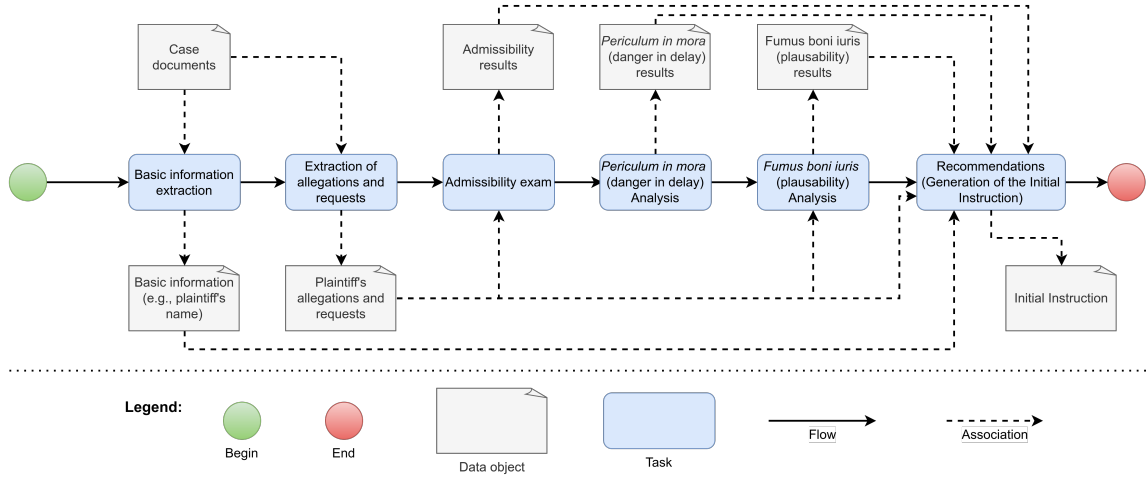 Case
documents
Admissibility
results
Periculum in mora
(danger in delay)
results
Fumus boni iuris
(plausability)
results
Basic information
extraction
Extraction of
allegations and
requests
Admissibility exam
Periculum in mora
(danger in delay)
Analysis
Fumus boni iuris
(plausability)
Analysis
Recommendations
(Generation of the Initial
Instruction)
Basic information
(e.g., plaintiff's
name)
Plaintiff's
allegations and
requests
Initial Instruction
Legend:
Begin
End
Data object
Task
Flow
Association